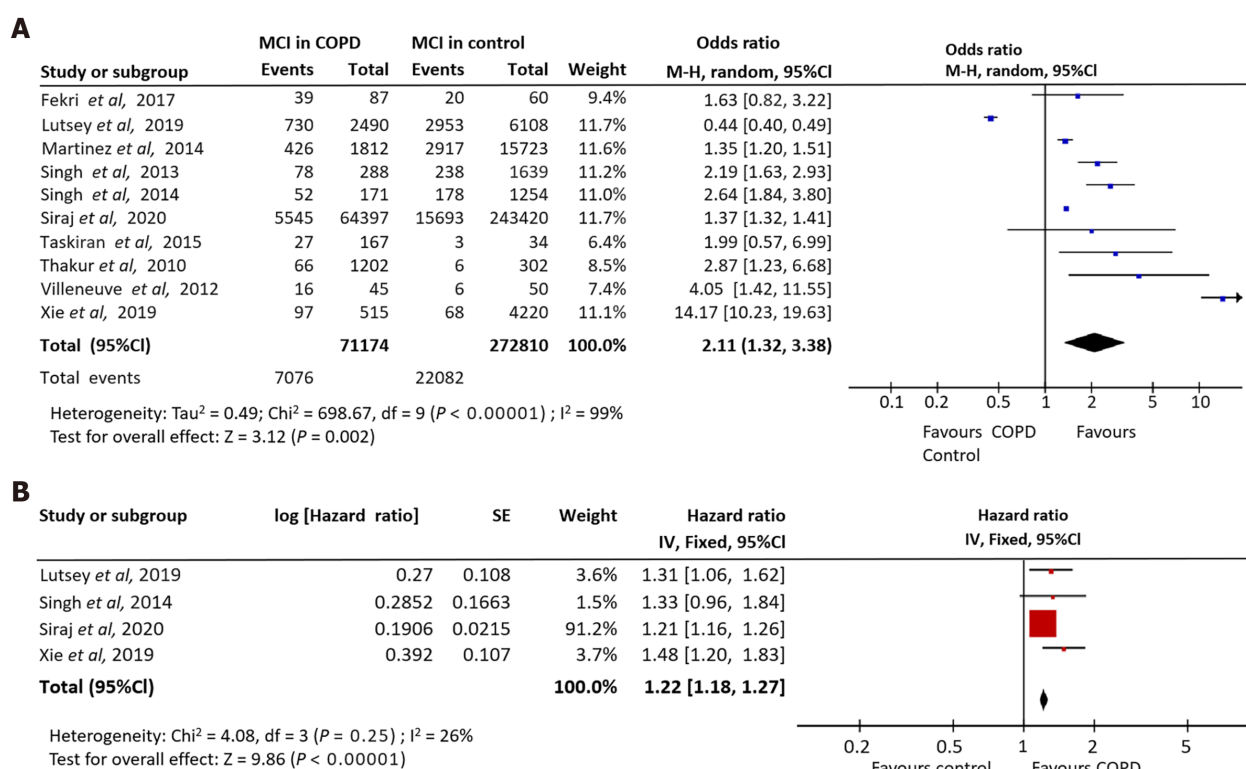 A
MCI in COPD MCI in control Odds ratio Odds ratio
Study or subgroup Events Total Events Total Weight M-H, random, 95%Cl M-H, random, 95%Cl
Fekri et al, 2017 39 87 20 60 9.4% 1.63 [0.82, 3.22]
Lutsey et al, 2019 730 2490 2953 6108 11.7% 0.44 [0.40, 0.49]
Martinez et al, 2014 426 1812 2917 15723 11.6% 1.35 [1.20, 1.51]
Singh et al, 2013 78 288 238 1639 11.2% 2.19 [1.63, 2.93]
Singh et al, 2014 52 171 178 1254 11.0% 2.64 [1.84, 3.80]
Siraj et al, 2020 5545 64397 15693 243420 11.7% 1.37 [1.32, 1.41]
Taskiran et al, 2015 27 167 3 34 6.4% 1.99 [0.57, 6.99]
Thakur et al, 2010 66 1202 6 302 8.5% 2.87 [1.23, 6.68]
Villeneuve et al, 2012 16 45 6 50 7.4% 4.05 [1.42, 11.55]
Xie et al, 2019 97 515 68 4220 11.1% 14.17 [10.23, 19.63]
Total (95%Cl) 71174 272810 100.0% 2.11 (1.32, 3.38]
Total events 7076 22082
0.1 0.2 0.5 1 2 5 10
Heterogeneity: Tau² = 0.49; Chi² = 698.67, df = 9 (P < 0.00001) ; I² = 99%
Test for overall effect: Z = 3.12 (P = 0.002)
Favours COPD Favours
Control
B
Study or subgroup log [Hazard ratio] SE Weight Hazard ratio Hazard ratio
IV, Fixed, 95%Cl IV, Fixed, 95%Cl
Lutsey et al, 2019 0.27 0.108 3.6% 1.31 [1.06, 1.62]
Singh et al, 2014 0.2852 0.1663 1.5% 1.33 [0.96, 1.84]
Siraj et al, 2020 0.1906 0.0215 91.2% 1.21 [1.16, 1.26]
Xie et al, 2019 0.392 0.107 3.7% 1.48 [1.20, 1.83]
Total (95%Cl) 100.0% 1.22 [1.18, 1.27]
Heterogeneity: Chi² = 4.08, df = 3 (P = 0.25) ; I² = 26%
0.2 0.5 1 2 5
Test for overall effect: Z = 9.86 (P < 0.00001)
Favours control Favours COPD